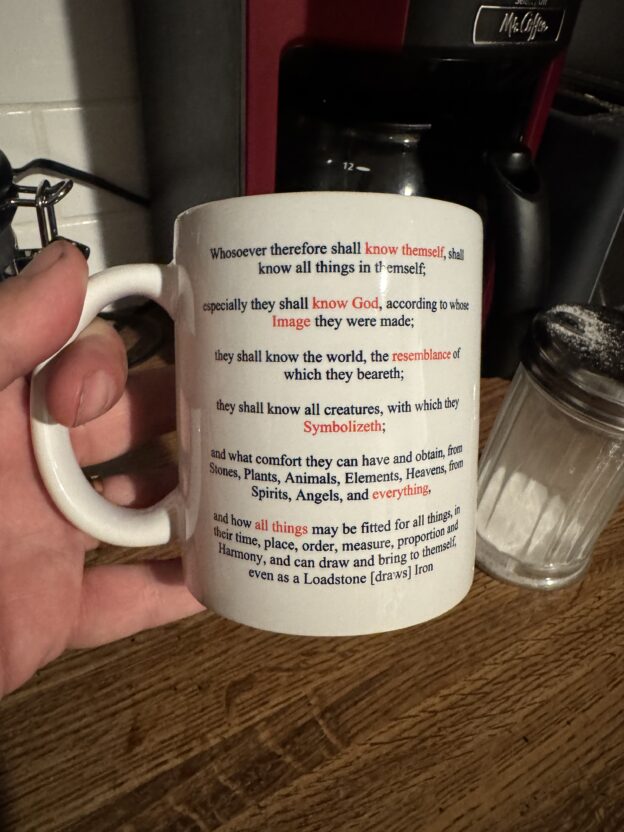 Mr. Coffee
12
Whosoever therefore shall know themself, shall
know all things in themself;
especially they shall know God, according to whose
Image they were made;
they shall know the world, the resemblance of
which they beareth;
they shall know all creatures, with which they
Symbolizeth;
and what comfort they can have and obtain, from
Stones, Plants, Animals, Elements, Heavens, from
Spirits, Angels, and everything,
and how all things may be fitted for all things, in
their time, place, order, measure, proportion and
Harmony, and can draw and bring to themself,
even as a Loadstone [draws] Iron